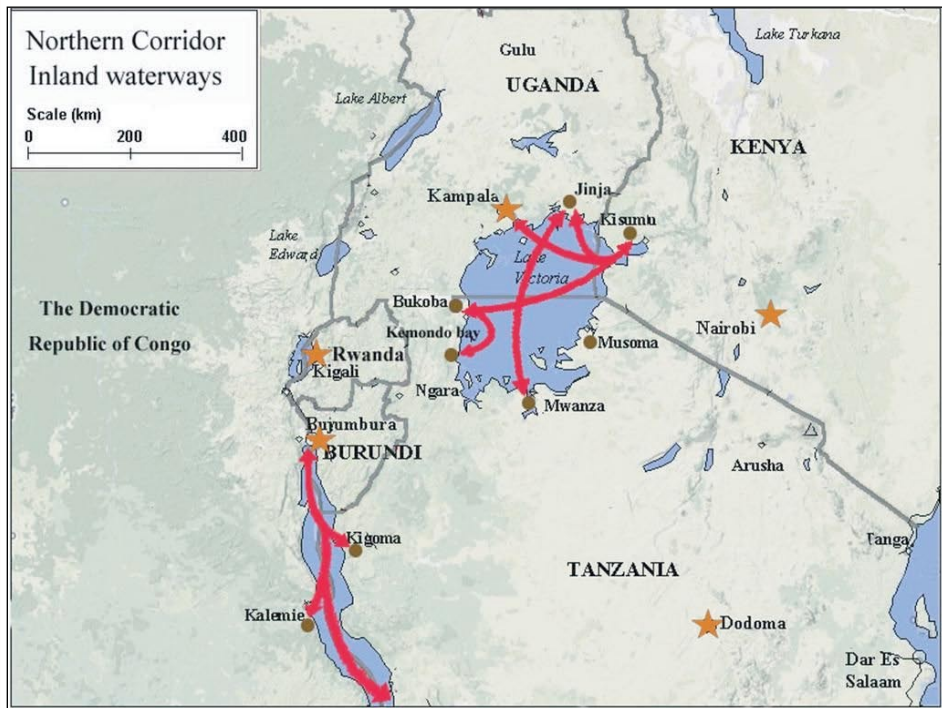 Northern Corridor
Inland waterways
Scale (km)
0 200 400
Gulu
UGANDA
Lake Turkana
Lake Albert
KENYA
Jinja
Kampala
Kisumu
Lake
Edward
Lake
Victoria
The Democratic
Republic of Congo
Bukoba
Kemondo bay
Nairobi
Musoma
Rwanda
Kigali
Ngara
Mwanza
Bujumbura
BURUNDI
Arusha
Kigoma
Tanga
TANZANIA
Kalemie
Dodoma
Dar Es
Salaam